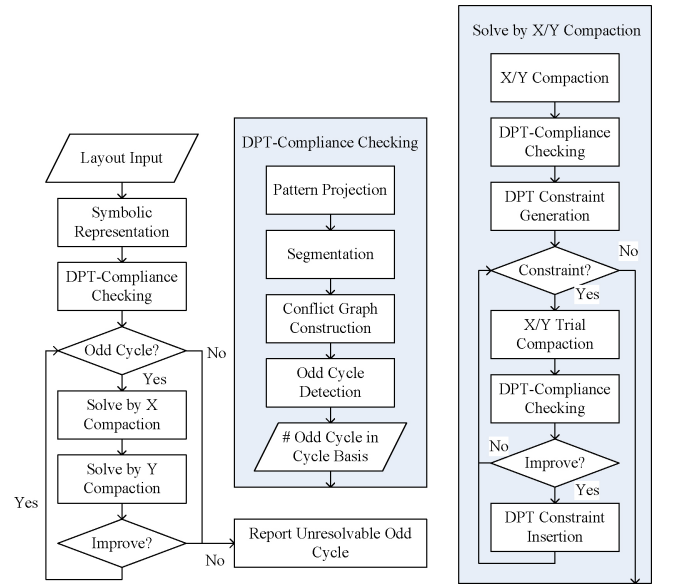 Layout Input
Symbolic
Representation
DPT-Compliance
Checking
Odd Cycle?
No
Yes
Solve by X
Compaction
Solve by Y
Compaction
Yes
Improve?
No
DPT-Compliance Checking
Pattern Projection
Segmentation
Conflict Graph
Construction
Odd Cycle
Detection
# Odd Cycle in
Cycle Basis
Report Unresolvable Odd
Cycle
Solve by X/Y Compaction
X/Y Compaction
DPT-Compliance
Checking
DPT Constraint
Generation
No
Constraint?
Yes
X/Y Trial
Compaction
DPT-Compliance
Checking
No
Improve?
Yes
DPT Constraint
Insertion